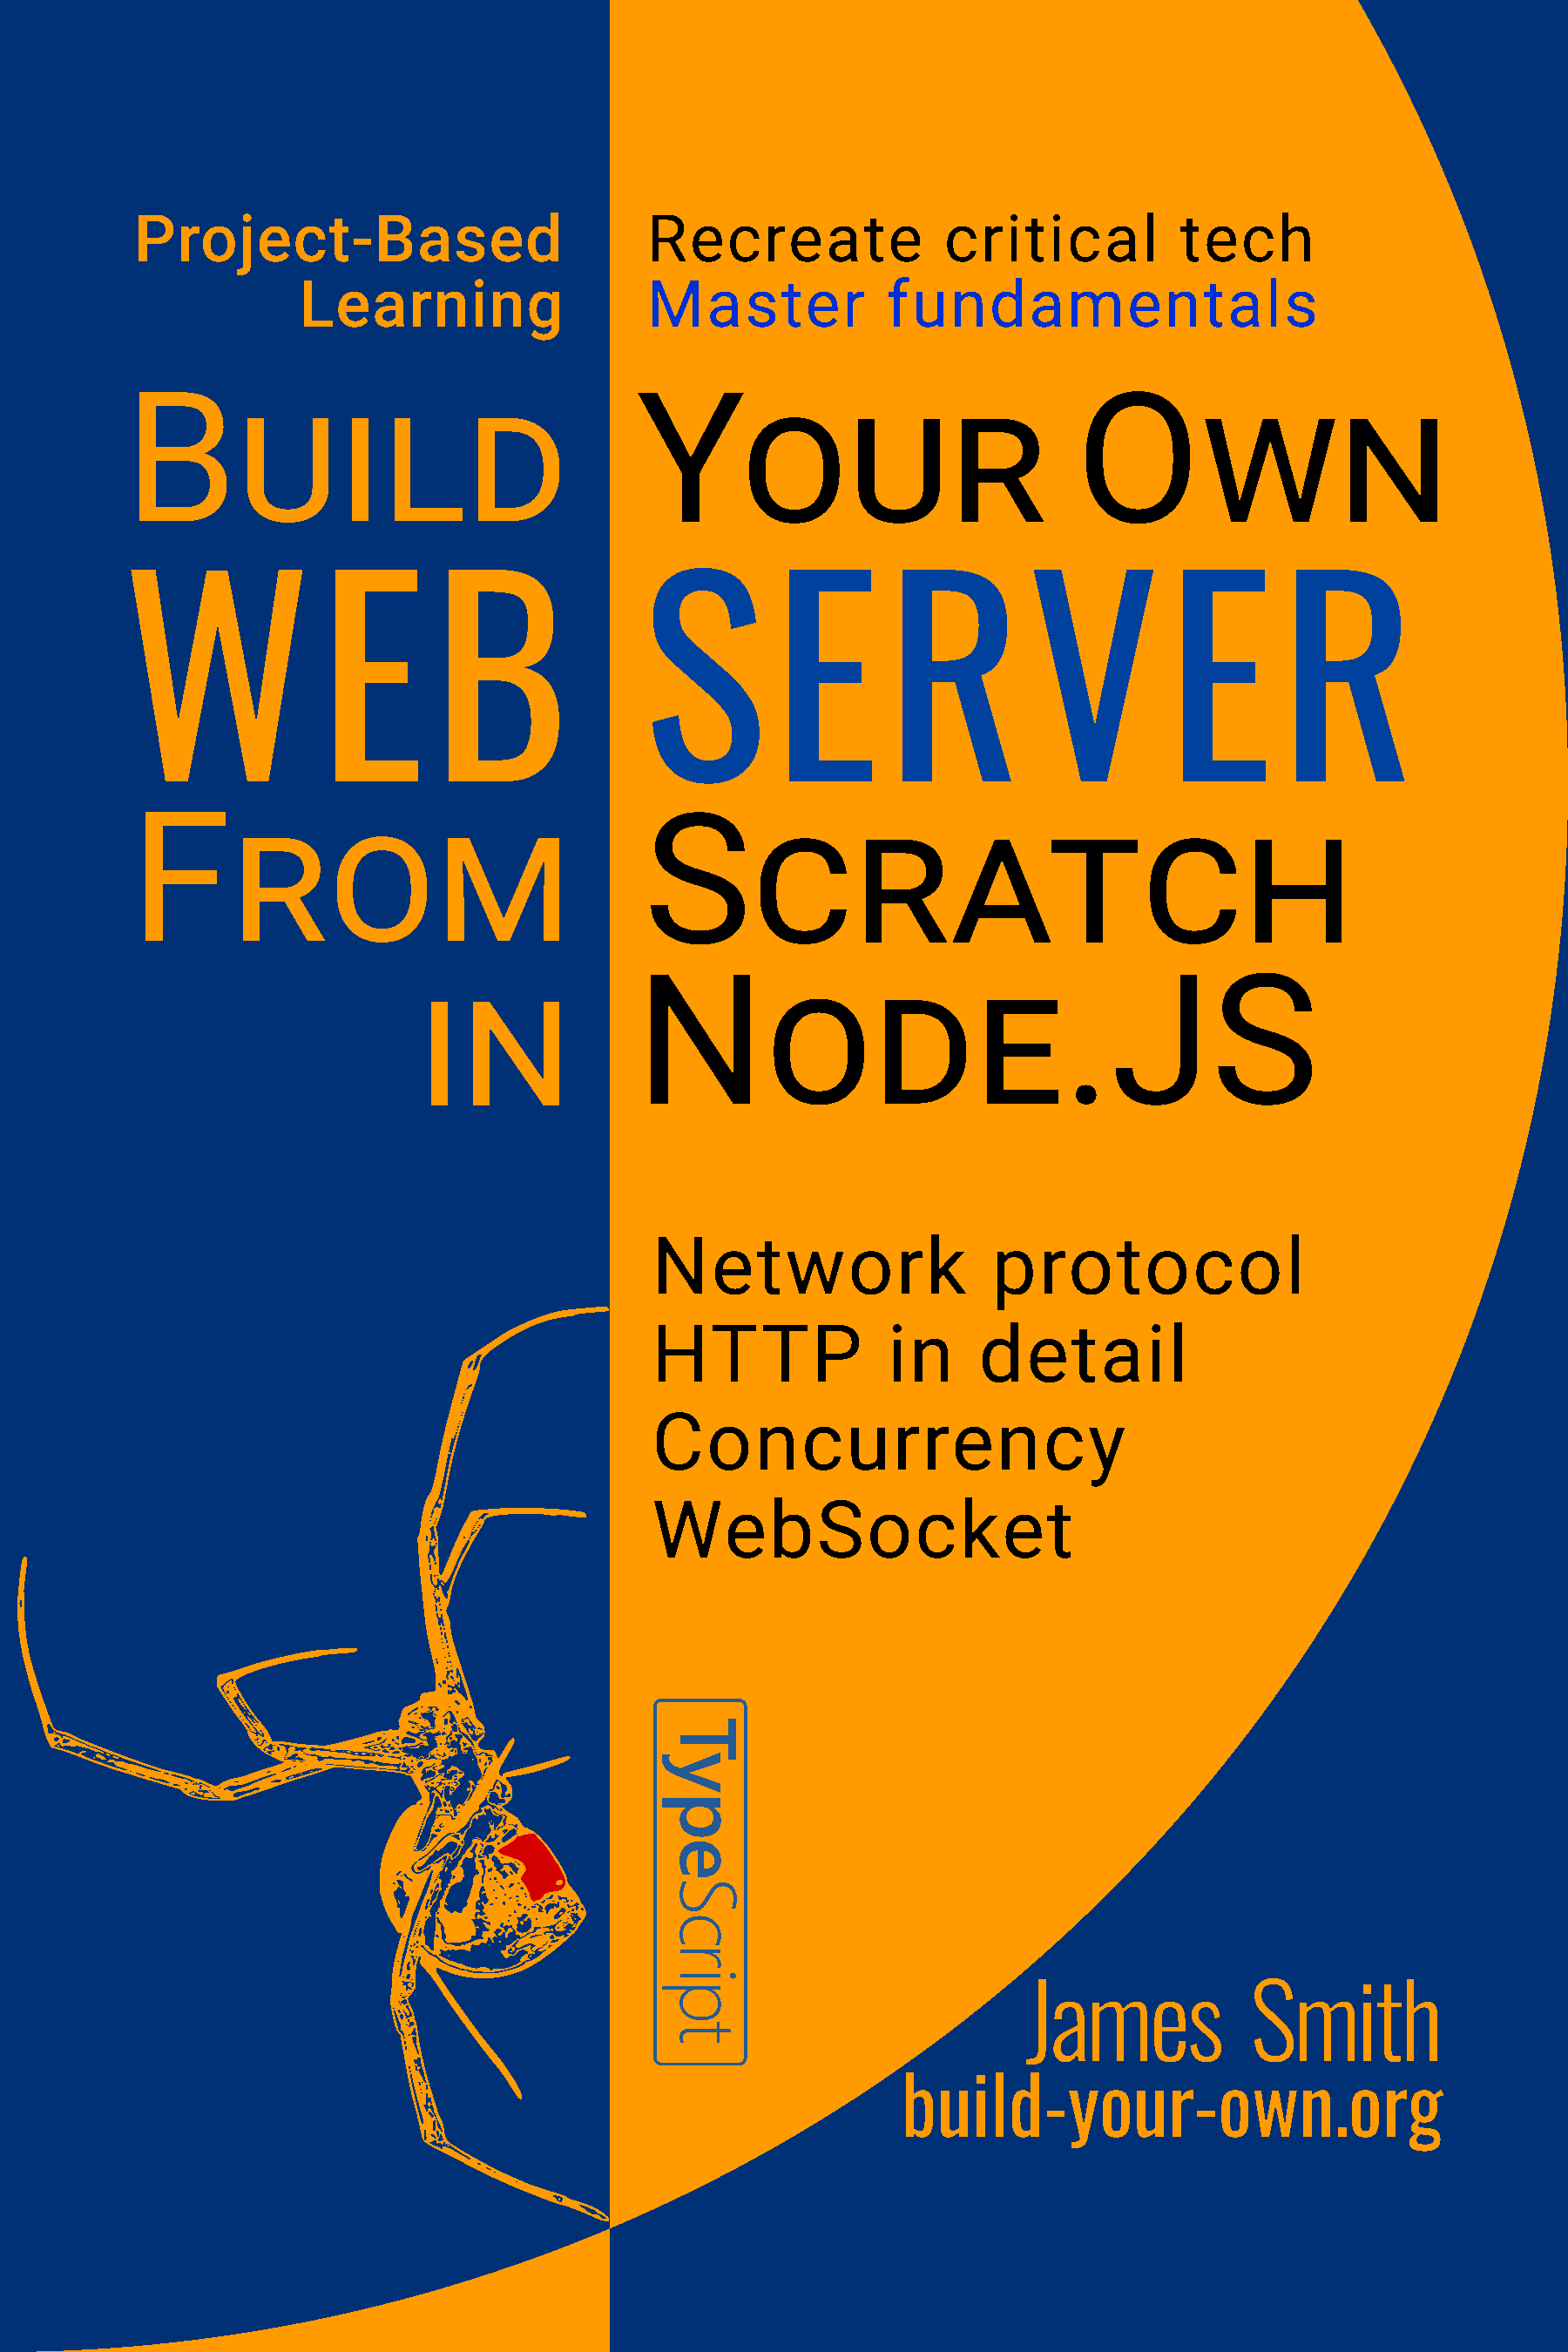 Project-Based Recreate critical tech
Learning Master fundamentals
BUILD YOUR OWN
WEB SERVER
FROM SCRATCH
IN NODE.JS
Network protocol
HTTP in detail
Concurrency
WebSocket
TypeScript
James Smith
build-your-own.org